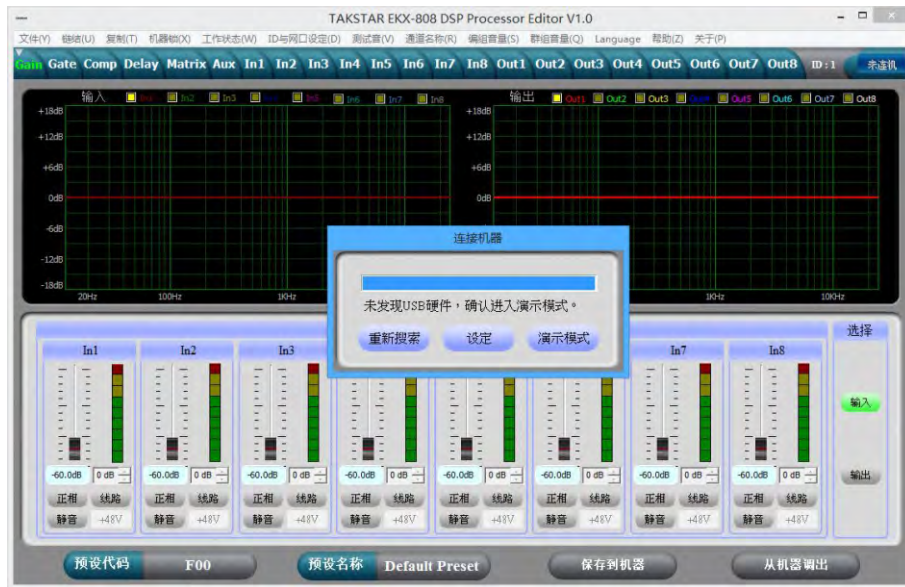 TAKSTAR EKX-808 DSP Processor Editor V1.0
文件(Y) 链结(U) 复制(T) 机器锁(X) 工作状态(W) ID与网口设定(D) 测试音(V) 通道名称(R) 编组音量(S) 群组音量(Q) Language 帮助(Z) 关于(P)
Gain Gate Comp Delay Matrix Aux In1 In2 In3 In4 In5 In6 In7 In8 Out1 Out2 Out3 Out4 Out5 Out6 Out7 Out8 ID:1 未连机
输入 In2 In3 In5 In6 In7 In8 输出 Out1 Out2 Out3 Out4 Out5 Out6 Out7 Out8
+18dB +18dB
+12dB +12dB
+6dB +6dB
0dB 0dB
-6dB
-12dB
-18dB
20Hz 100Hz 1KHz 1KHz 10KHz
连接机器
未发现USB硬件，确认进入演示模式。
重新搜索 设定 演示模式
选择
In1 In2 In3 In7 In8
输入
-60.0dB 0 dB -60.0dB 0 dB -60.0dB 0 dB -60.0dB 0 dB -60.0dB 0 dB -60.0dB 0 dB -60.0dB 0 dB -60.0dB 0 dB 输出
正相 线路 正相 线路 正相 线路 正相 线路 正相 线路 正相 线路 正相 线路 正相 线路
静音 +48V 静音 +48V 静音 +48V 静音 +48V 静音 +48V 静音 +48V 静音 +48V 静音 +48V
预设代码 F00 预设名称 Default Preset 保存到机器 从机器调出